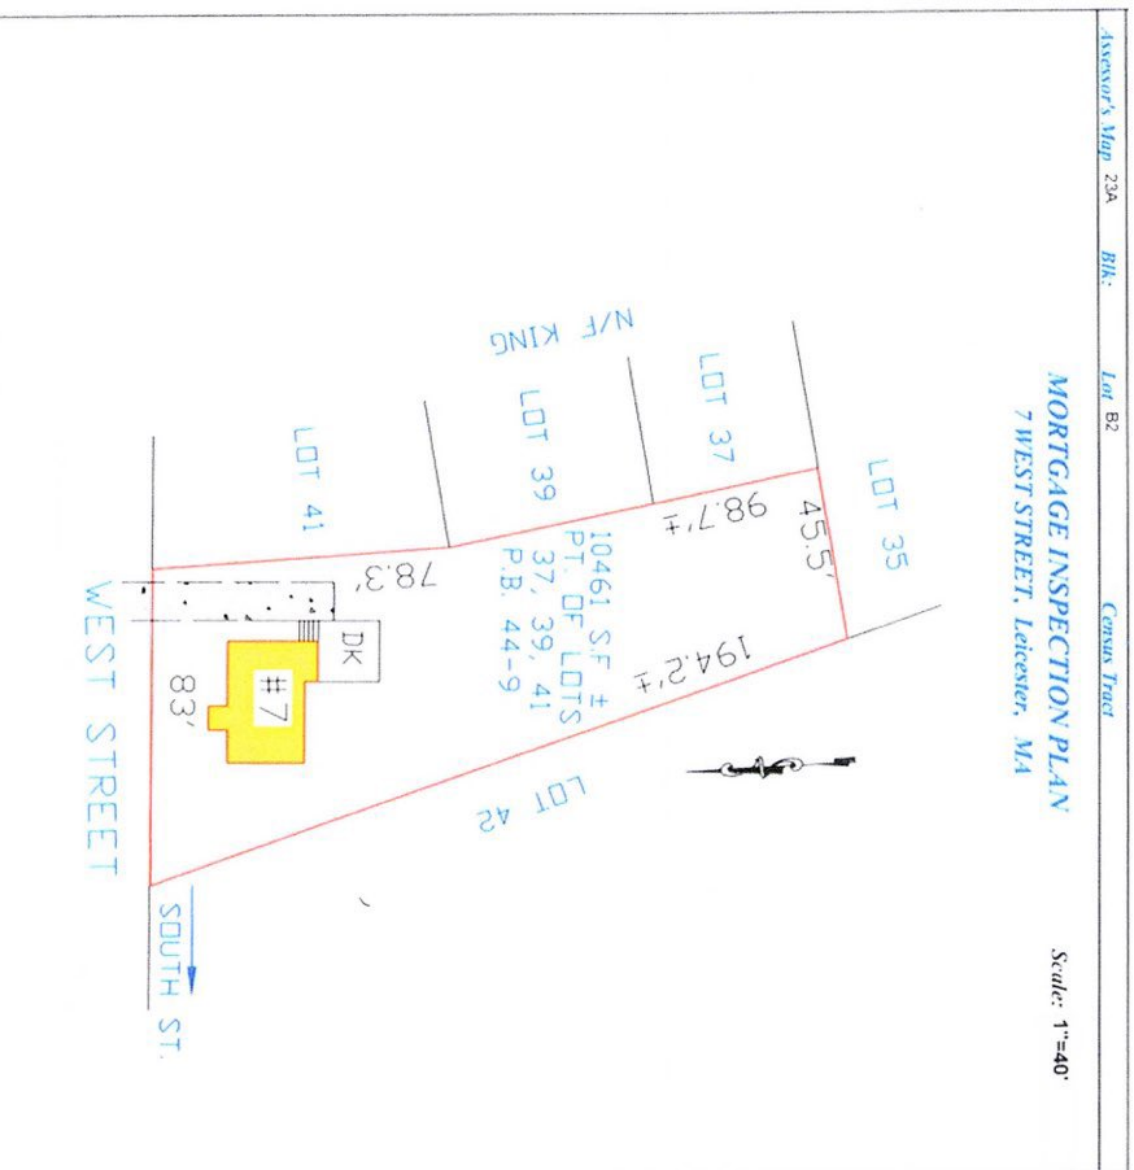 Assessor's Map 23A Blk: Lot B2 Census Tract
MORTGAGE INSPECTION PLAN
7 WEST STREET, Leicester, MA
Scale: 1"=40'
LOT 35
45.5'
LOT 37
98.7'±
194.2'±
N/F KING
LOT 39
10461 S.F ±
PT. OF LOTS
37, 39, 41
P.B. 44-9
LOT 42
LOT 41
78.3'
DK
#7
83'
SOUTH ST.
WEST STREET